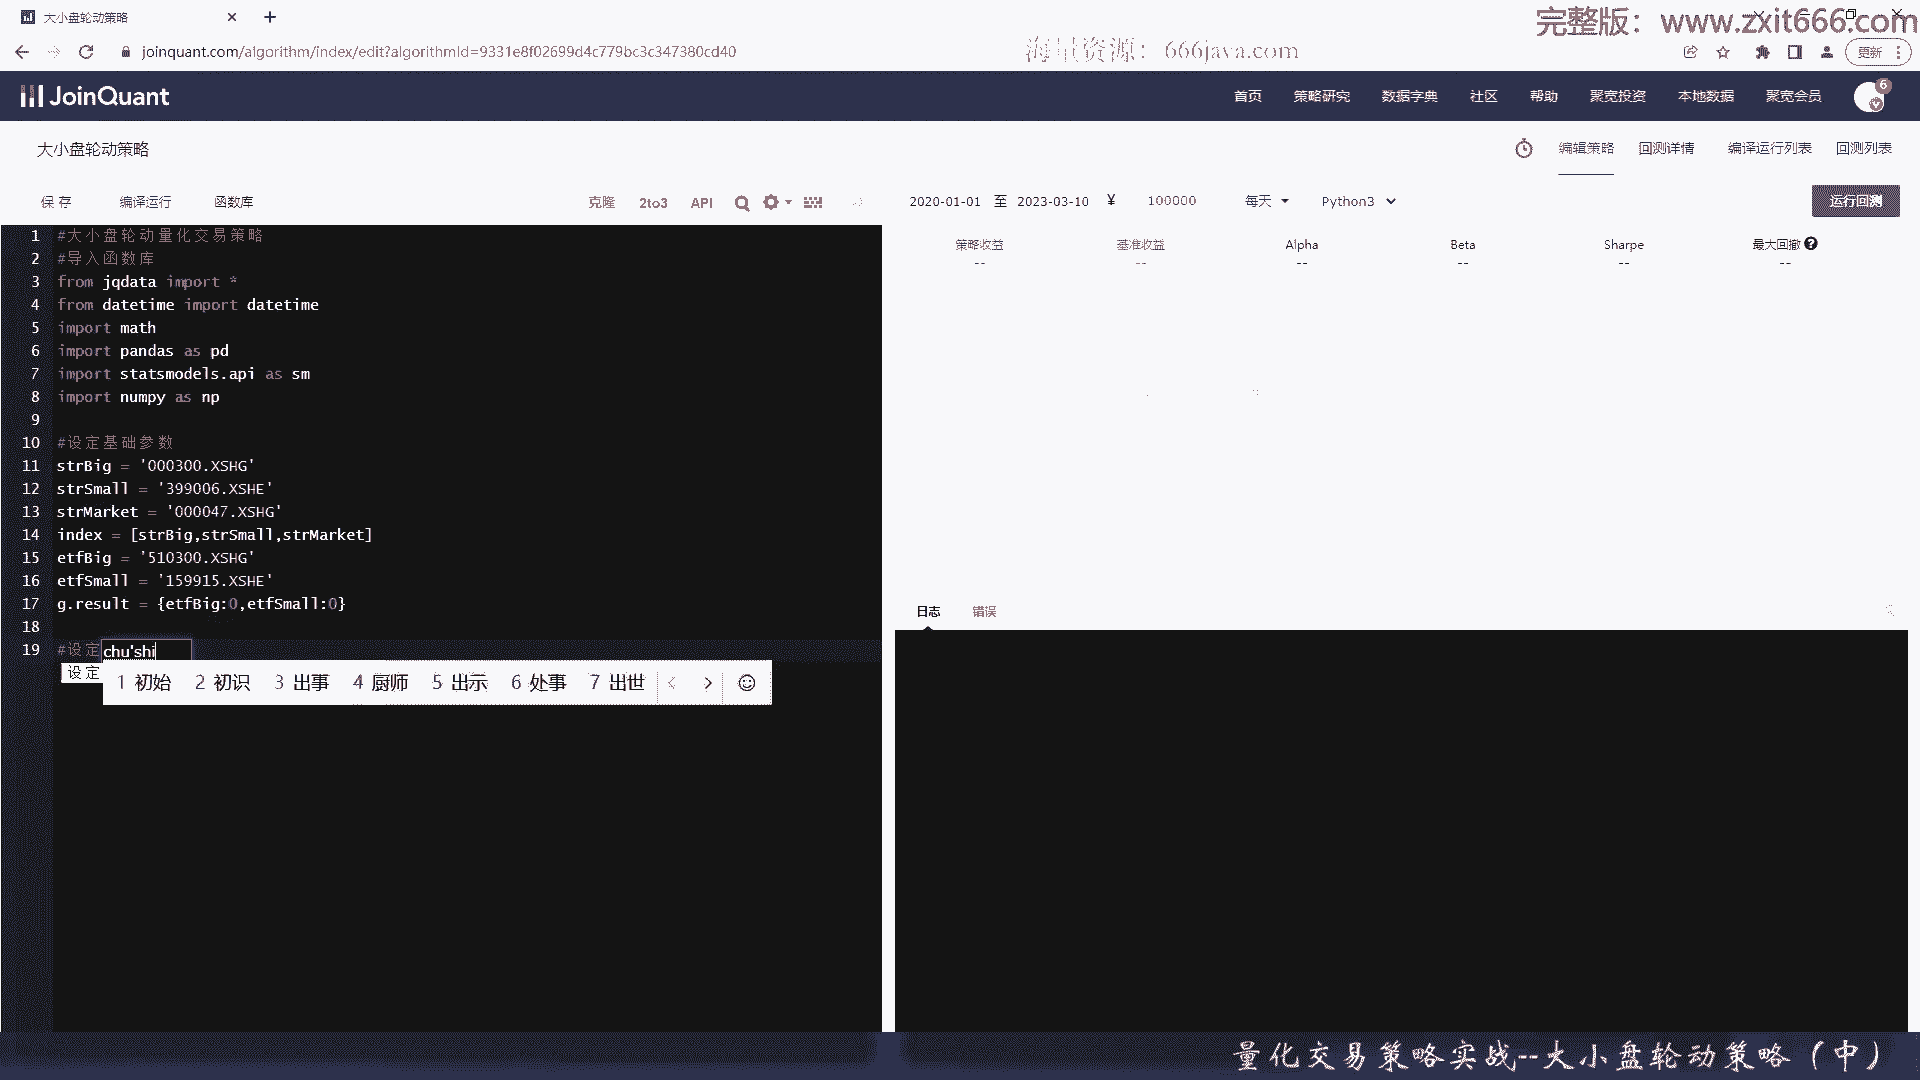 大小盘轮动策略
完整版：www.zxit666.com
joinquant.com/algorithm/index/edit?algorithmId=9331e8f02699d4c779bc3c347380cd40
海量资源：666java.com
更新
JoinQuant
首页 策略研究 数据字典 社区 帮助 聚宽投资 本地数据 聚宽会员 6
大小盘轮动策略
编辑策略 回测详情 编译运行列表 回测列表
保存 编译运行 函数库 克隆 2to3 API
2020-01-01 至 2023-03-10 ¥ 100000 每天 Python3 运行回测
策略收益 基准收益 Alpha Beta Sharpe 最大回撤
-- -- -- -- -- --
1 #大小盘轮动量化交易策略
2 #导入函数库
3 from jqdata import *
4 from datetime import datetime
5 import math
6 import pandas as pd
7 import statsmodels.api as sm
8 import numpy as np
9
10 #设定基础参数
11 strBig = '000300.XSHG'
12 strSmall = '399006.XSHE'
13 strMarket = '000047.XSHG'
14 index = [strBig,strSmall,strMarket]
15 etfBig = '510300.XSHG'
16 etfSmall = '159915.XSHE'
17 g.result = {etfBig:0,etfSmall:0}
18
19 #设定chu'shi
设定
1 初始 2 初识 3 出事 4 厨师 5 出示 6 处事 7 出世
日志 错误
量化交易策略实战--大小盘轮动策略（中）